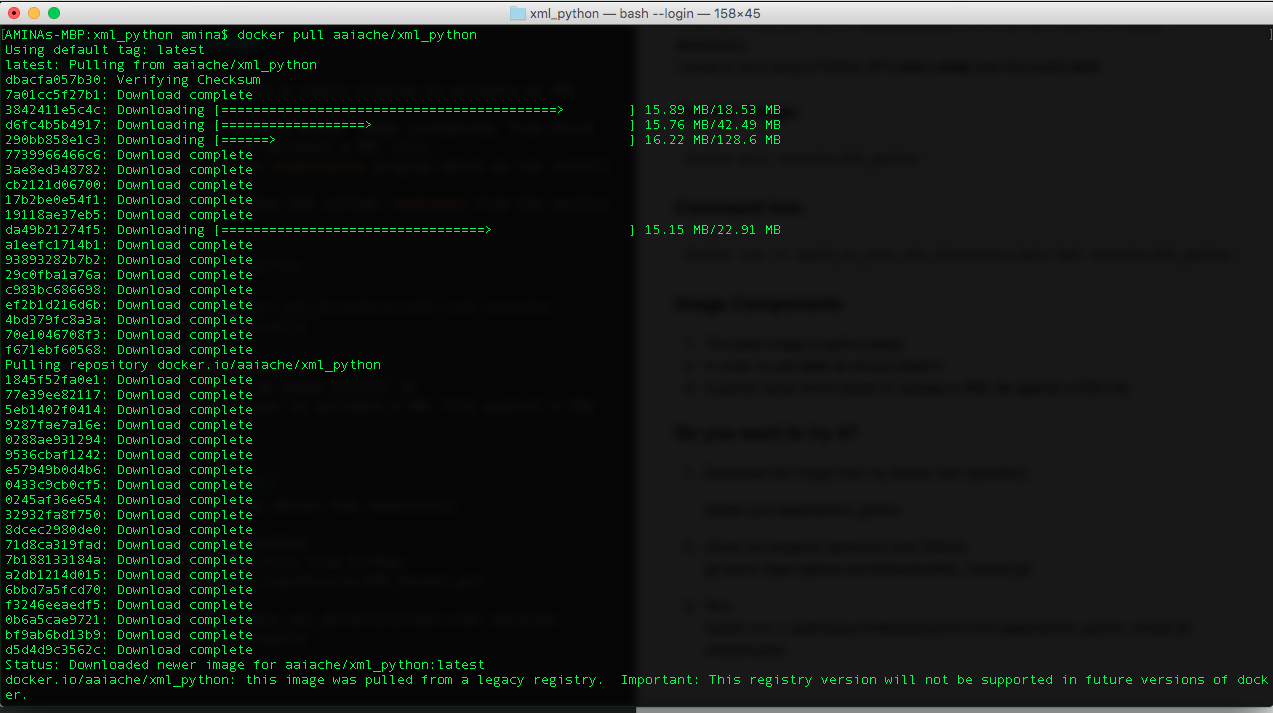 xml_python — bash --login — 158×45
[AMINAs-MBP:xml_python amina$ docker pull aaiache/xml_python ]
Using default tag: latest
latest: Pulling from aaiache/xml_python
dbacfa057b30: Verifying Checksum
7a01cc5f27b1: Download complete
3842411e5c4c: Downloading [==========================================> ] 15.89 MB/18.53 MB
d6fc4b5b4917: Downloading [==================> ] 15.76 MB/42.49 MB
290bb858e1c3: Downloading [======> ] 16.22 MB/128.6 MB
7739966466c6: Download complete
3ae8ed348782: Download complete
cb2121d06700: Download complete
17b2be0e54f1: Download complete
19118ae37eb5: Download complete
da49b21274f5: Downloading [=================================> ] 15.15 MB/22.91 MB
a1eefc1714b1: Download complete
93893282b7b2: Download complete
29c0fba1a76a: Download complete
c983bc686698: Download complete
ef2b1d216d6b: Download complete
4bd379fc8a3a: Download complete
70e1046708f3: Download complete
f671ebf60568: Download complete
Pulling repository docker.io/aaiache/xml_python
1845f52fa0e1: Download complete
77e39ee82117: Download complete
5eb1402f0414: Download complete
9287fae7a16e: Download complete
0288ae931294: Download complete
9536cbaf1242: Download complete
e57949b0d4b6: Download complete
0433c9cb0cf5: Download complete
0245af36e654: Download complete
32932fa8f750: Download complete
8dcec2980de0: Download complete
71d8ca319fad: Download complete
7b188133184a: Download complete
a2db1214d015: Download complete
6bbd7a5fcd70: Download complete
f3246eeaedf5: Download complete
0b6a5cae9721: Download complete
bf9ab6bd13b9: Download complete
d5d4d9c3562c: Download complete
Status: Downloaded newer image for aaiache/xml_python:latest
docker.io/aaiache/xml_python: this image was pulled from a legacy registry.  Important: This registry version will not be supported in future versions of dock
er.
Image Components
Do you want to try it?